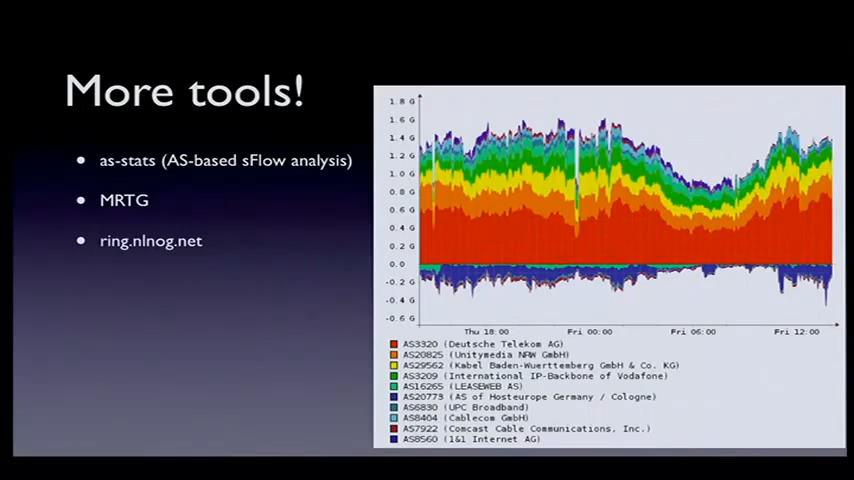 More tools!
as-stats (AS-based sFlow analysis)
MRTG
ring.nlnog.net
1.8 G
1.6 G
1.4 G
1.2 G
1.0 G
0.8 G
0.6 G
0.4 G
0.2 G
0.0
-0.2 G
-0.4 G
-0.6 G
Thu 18:00 Fri 00:00 Fri 06:00 Fri 12:00
AS3320 (Deutsche Telekom AG)
AS20825 (Unitymedia NRW GmbH)
AS29562 (Kabel Baden-Wuerttemberg GmbH & Co. KG)
AS3209 (International IP-Backbone of Vodafone)
AS16265 (LEASEWEB AS)
AS20773 (AS of Hosteurope Germany / Cologne)
AS6830 (UPC Broadband)
AS8404 (Cablecom GmbH)
AS7922 (Comcast Cable Communications, Inc.)
AS8560 (1&1 Internet AG)